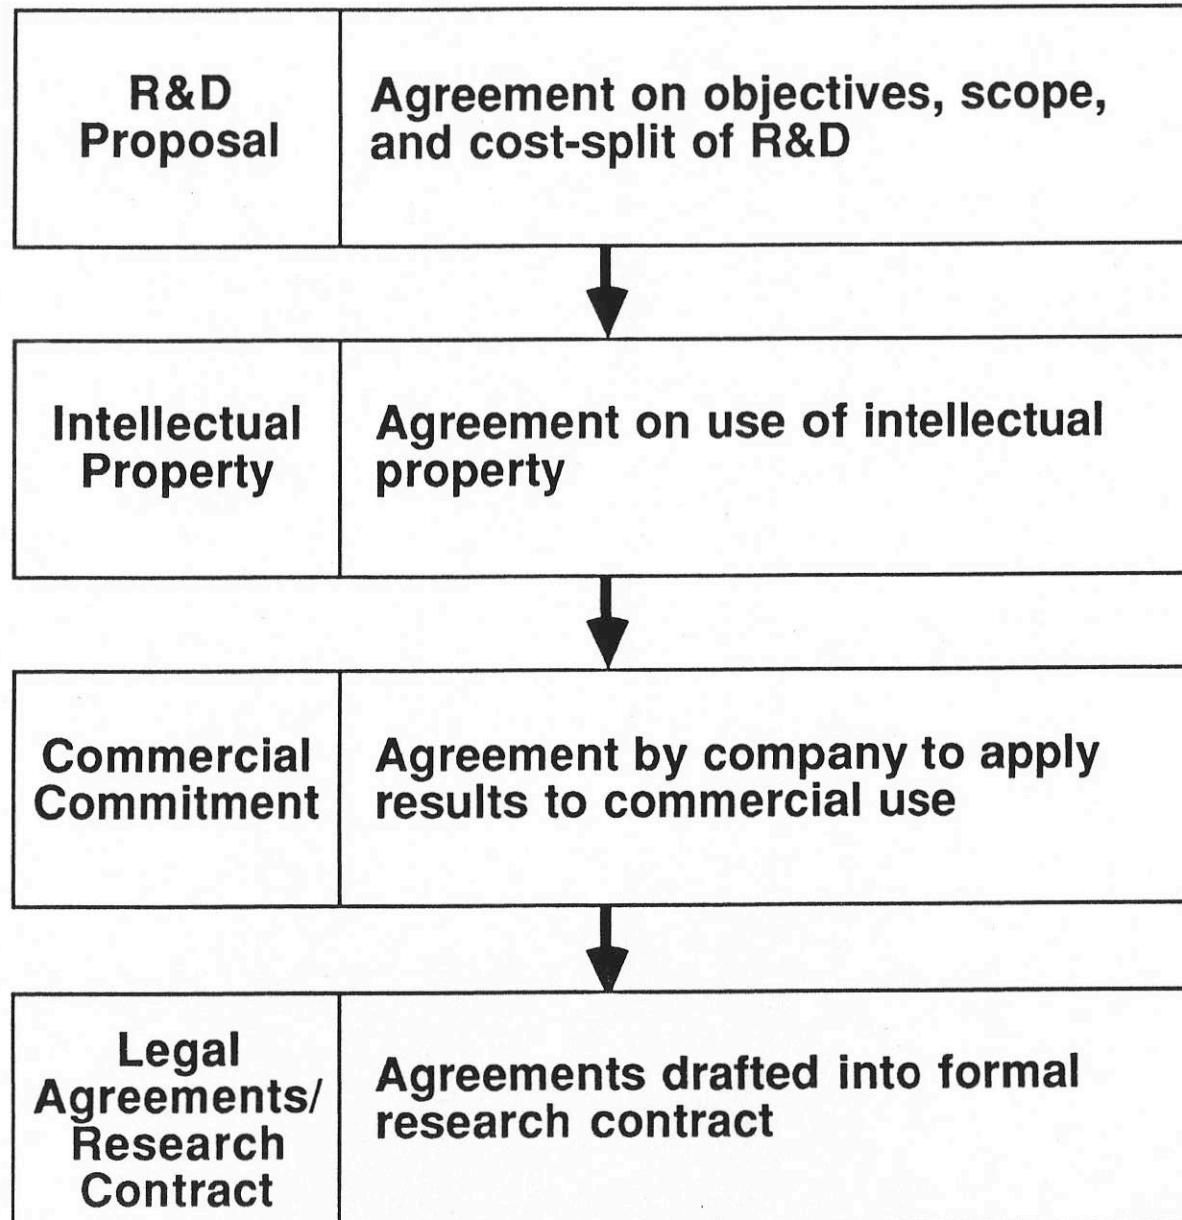 R&D
Proposal
Agreement on objectives, scope,
and cost-split of R&D
Intellectual
Property
Agreement on use of intellectual
property
Commercial
Commitment
Agreement by company to apply
results to commercial use
Legal
Agreements/
Research
Contract
Agreements drafted into formal
research contract